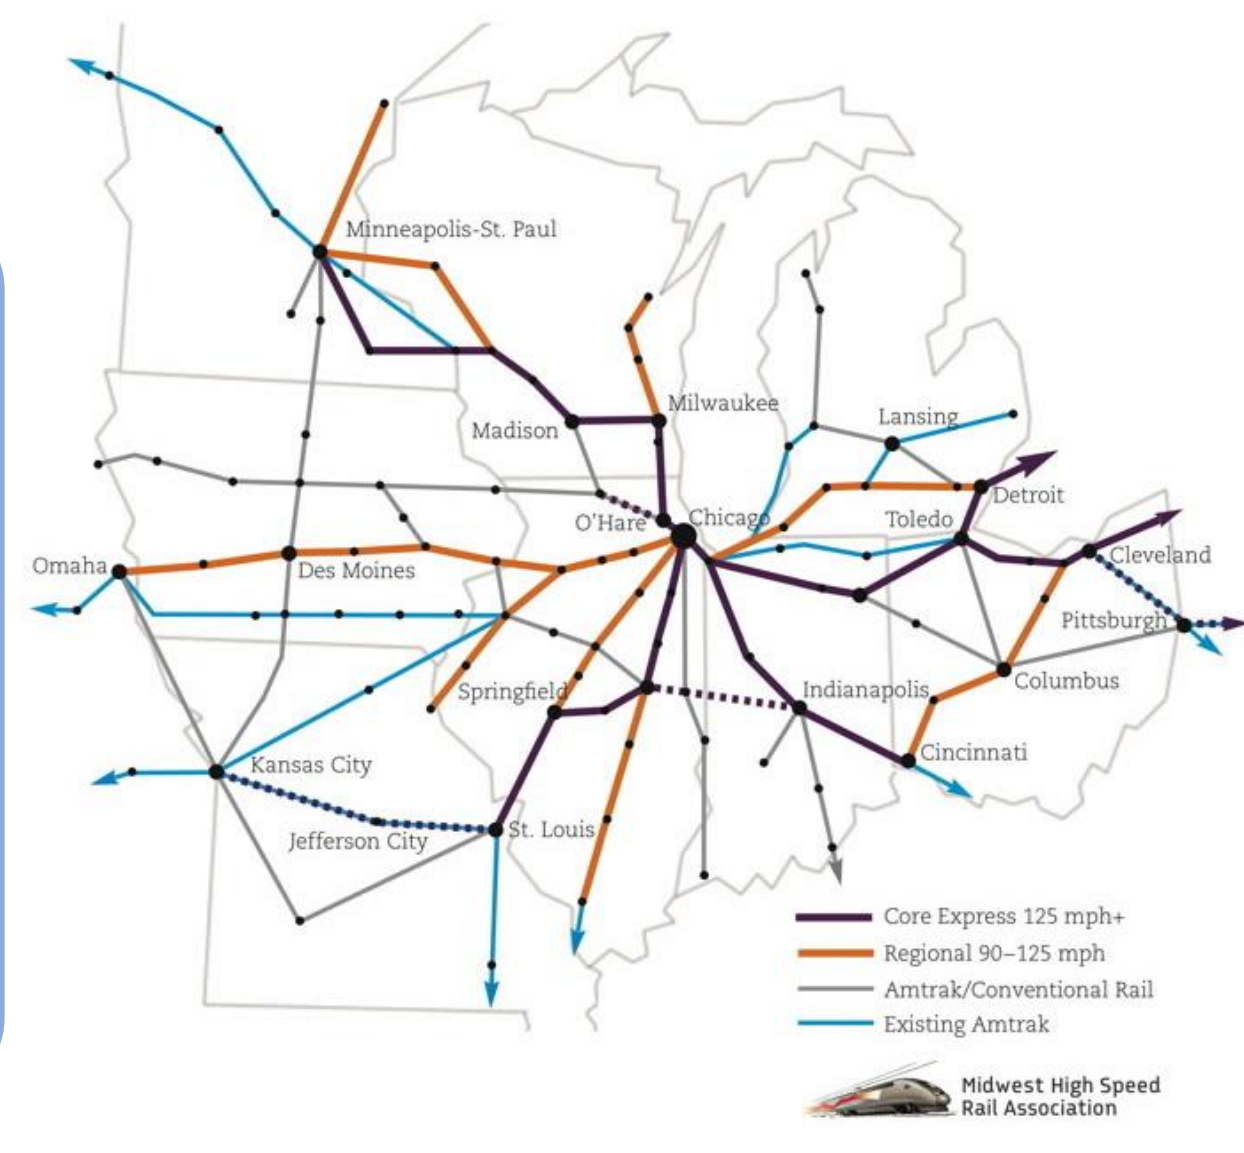 Minneapolis-St. Paul
Milwaukee
Madison
Lansing
Detroit
O'Hare
Chicago
Toledo
Cleveland
Omaha
Des Moines
Pittsburgh
Springfield
Indianapolis
Columbus
Kansas City
Cincinnati
Jefferson City
St. Louis
Core Express 125 mph+
Regional 90–125 mph
Amtrak/Conventional Rail
Existing Amtrak
Midwest High Speed
Rail Association